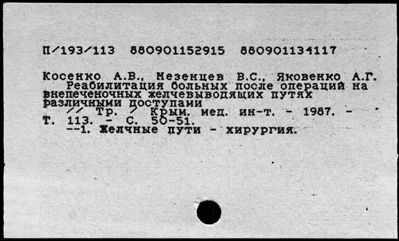 П/193/113 880901152915 880901134117
Косенко А.В., Мезенцев В.С., Яковенко А.Г.
Реабилитация больных после операций на
внепеченочных желчевыводящих путях
различными доступами
// Тр. / Крым. мед. ин-т. - 1987. -
Т. 113. - С. 50-51.
--1. Желчные пути - хирургия.